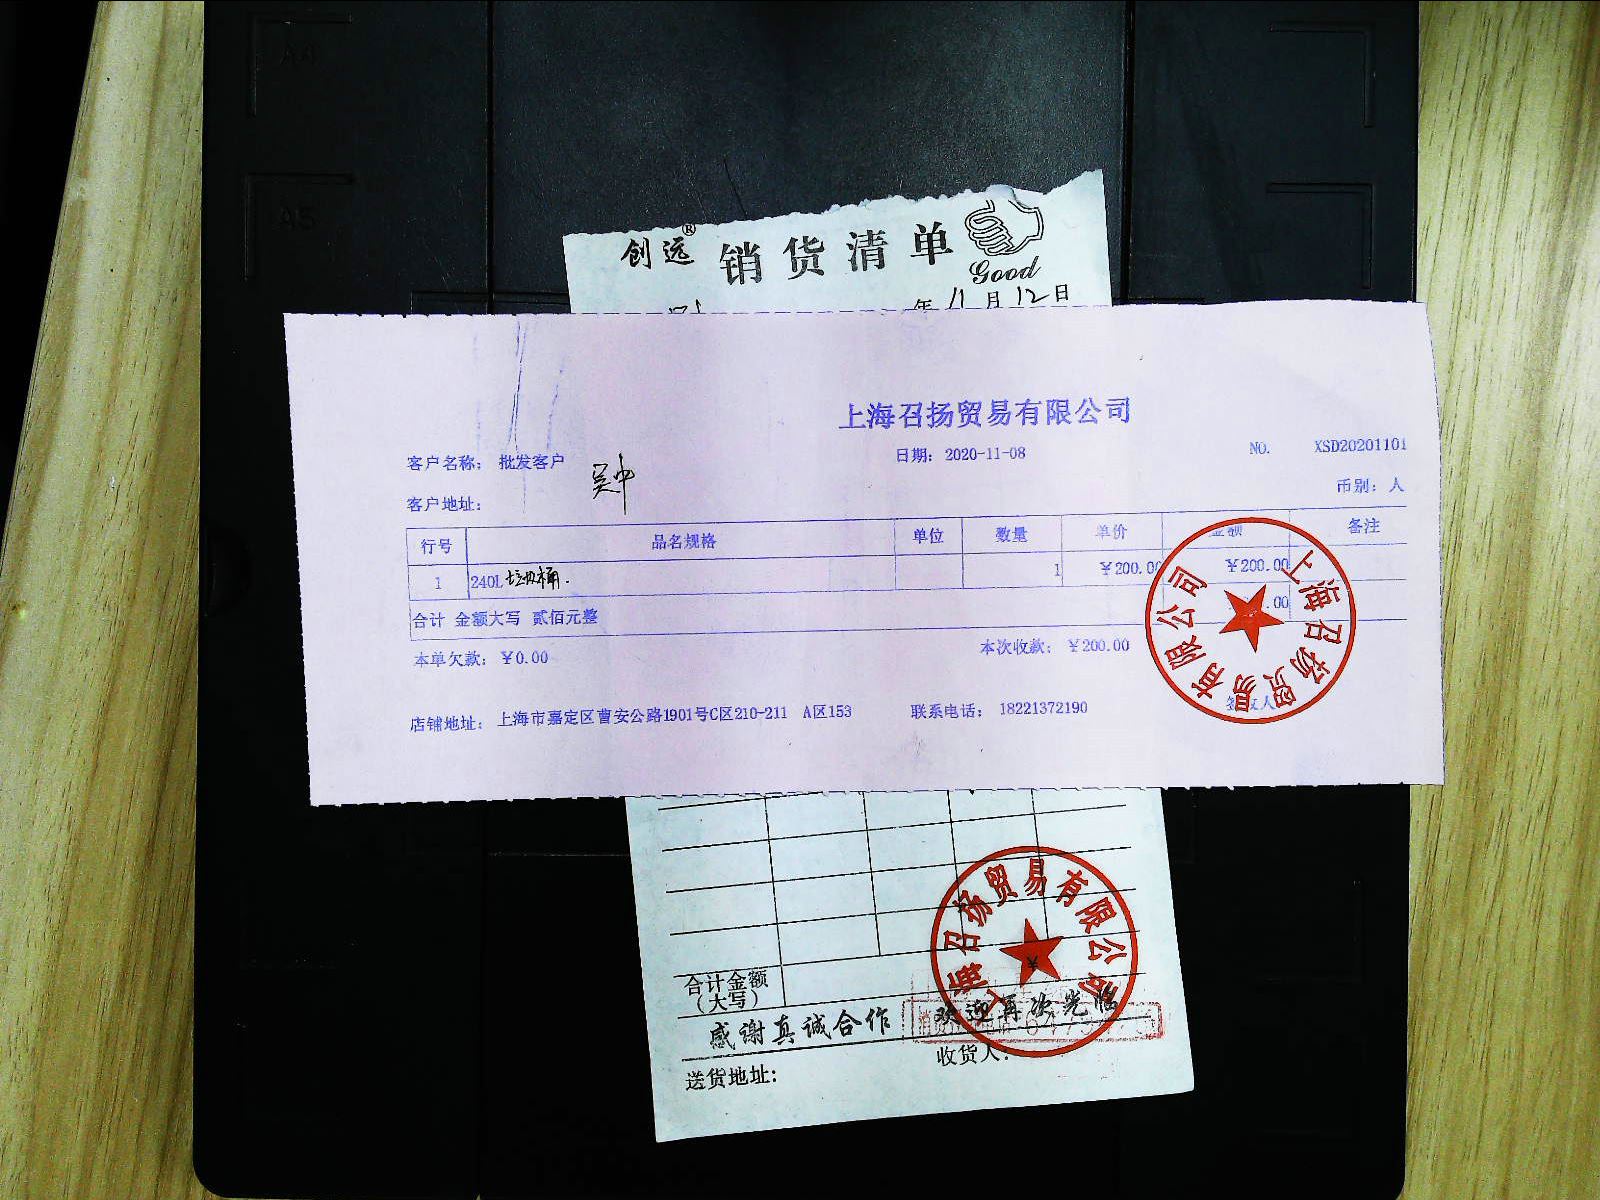 A4
A5
创远® 销货清单
Good
年 11 月 12 日
上海召扬贸易有限公司
客户名称： 批发客户
吴中
日期： 2020-11-08
NO. XSD20201101
客户地址：
币别： 人
行号 品名规格 单位 数量 单价 金额 备注
1 240L垃圾桶. 1 ￥200.00 ￥200.00
合计 金额大写 贰佰元整 .00
本单欠款： ￥0.00 本次收款： ￥200.00
店铺地址： 上海市嘉定区曹安公路1901号C区210-211 A区153 联系电话： 18221372190
上海召扬贸易有限公司
合计金额
（大写）
上海召扬贸易有限公司
感谢真诚合作 欢迎再次光临
收货人：
送货地址：